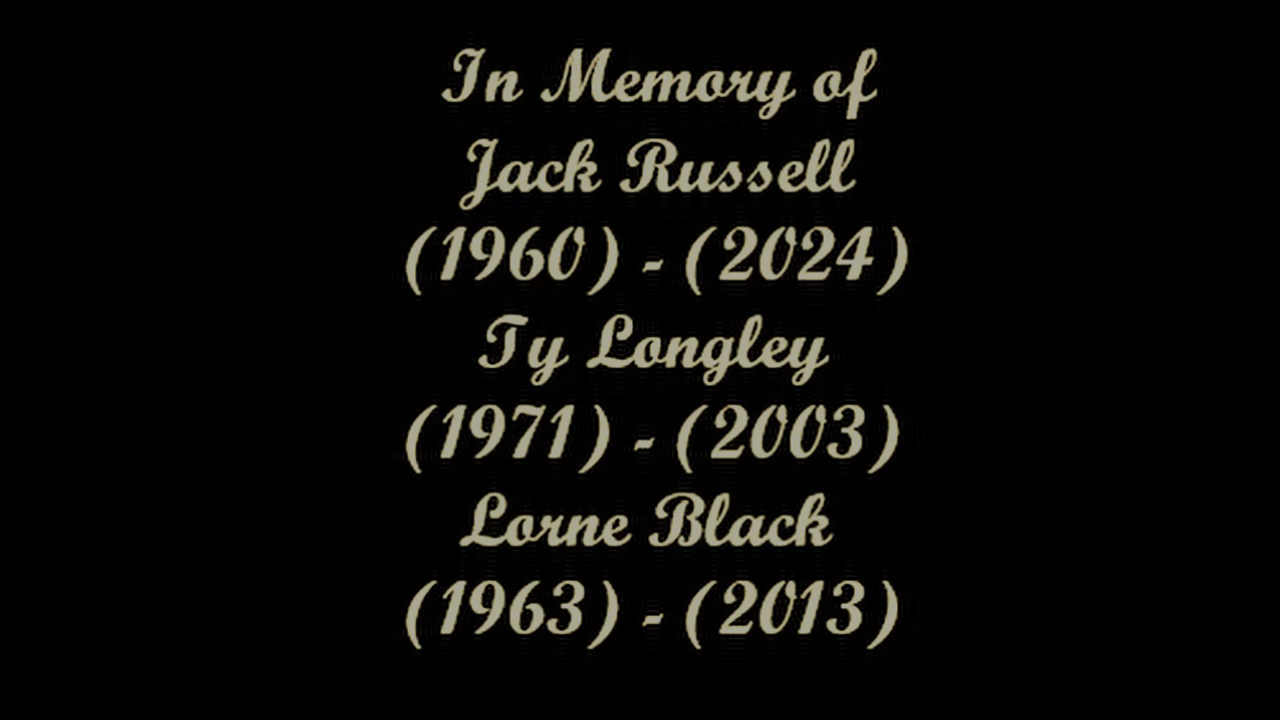 In Memory of
Jack Russell
(1960) - (2024)
Ty Longley
(1971) - (2003)
Lorne Black
(1963) - (2013)